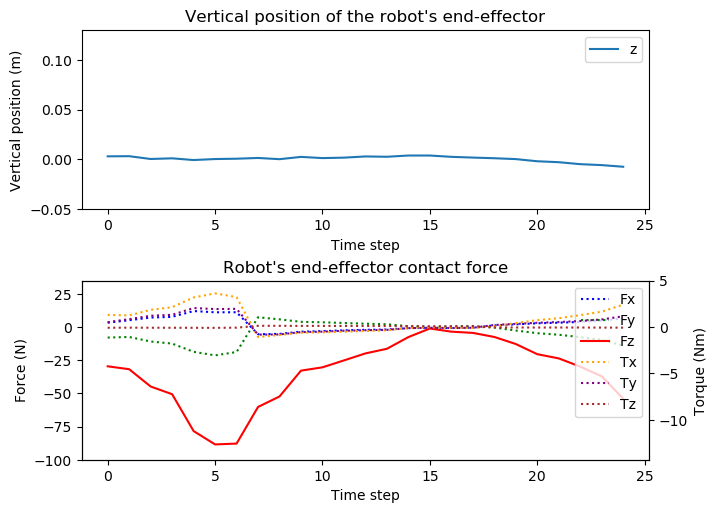 Vertical position of the robot's end-effector
Vertical position (m)
0.10
0.05
0.00
−0.05
z
0 5 10 15 20 25
Time step
Robot's end-effector contact force
Force (N)
25
0
−25
−50
−75
−100
Fx
Fy
Fz
Tx
Ty
Tz
5
0
−5
−10
Torque (Nm)
0 5 10 15 20 25
Time step